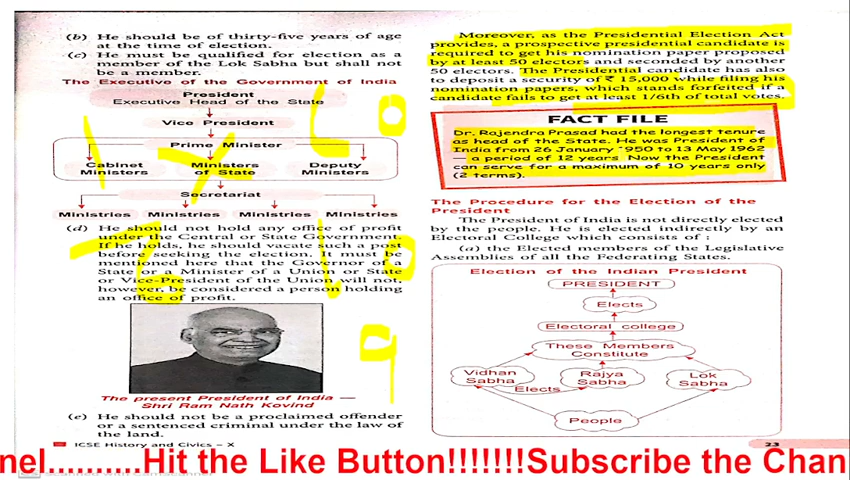 (b) He should be of thirty-five years of age
at the time of election.
(c) He must be qualified for election as a
member of the Lok Sabha but shall not
be a member.
The Executive of the Government of India
President
Executive Head of the State
Vice President
Prime Minister
Cabinet Ministers
Ministers of State
Deputy Ministers
Secretariat
Ministries Ministries Ministries Ministries
(d) He should not hold any office of profit
under the Central or State Government.
If he holds, he should vacate such a post
before seeking the election. It must be
mentioned here that the Governor of a
State or a Minister of a Union or State
or Vice-President of the Union will not,
however, be considered a person holding
an office of profit.
The present President of India —
Shri Ram Nath Kovind
(e) He should not be a proclaimed offender
or a sentenced criminal under the law of
the land.
ICSE History and Civics – X
Moreover, as the Presidential Election Act
provides, a prospective presidential candidate is
required to get his nomination paper proposed
by at least 50 electors and seconded by another
50 electors. The Presidential candidate has also
to deposit a security of ₹ 15,000 while filing his
nomination papers, which stands forfeited if a
candidate fails to get at least 1/6th of total votes.
FACT FILE
Dr. Rajendra Prasad had the longest tenure
as head of the State. He was President of
India from 26 January 1950 to 13 May 1962
— a period of 12 years Now the President
can serve for a maximum of 10 years only
(2 terms).
The Procedure for the Election of the
President
The President of India is not directly elected
by the people. He is elected indirectly by an
Electoral College which consists of :
(a) the Elected members of the Legislative
Assemblies of all the Federating States.
Election of the Indian President
PRESIDENT
Elects
Electoral college
These Members
Constitute
Vidhan Sabha
Elects
Rajya Sabha
Lok Sabha
People
23
nel..........Hit the Like Button!!!!!!!Subscribe the Chan